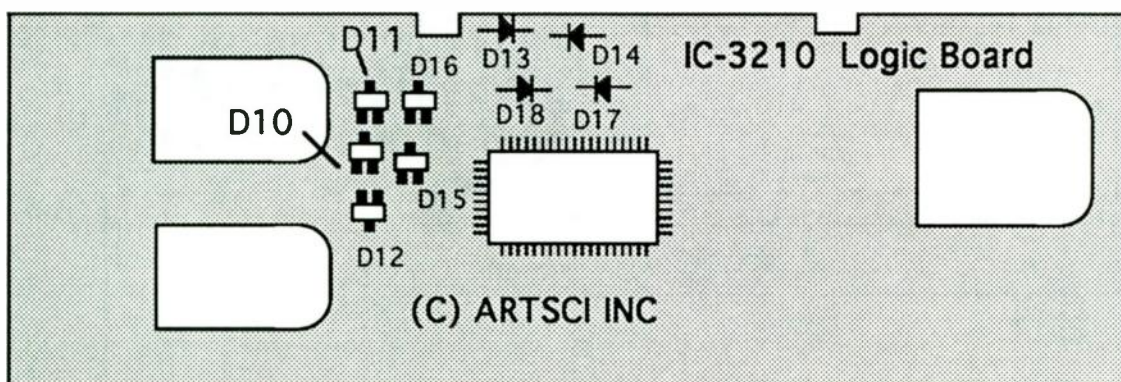 D11
D16
D13
D14
IC-3210 Logic Board
D10
D18
D17
D15
D12
(C) ARTSCI INC